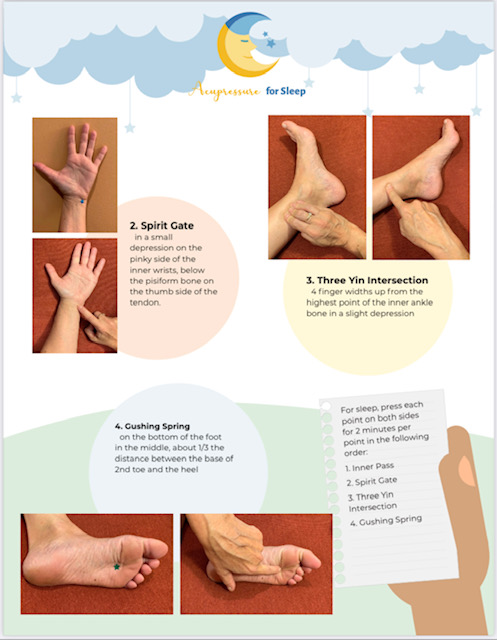 Acupressure for Sleep
2. Spirit Gate
in a small
depression on the
pinky side of the
inner wrists, below
the pisiform bone on
the thumb side of the
tendon.
3. Three Yin Intersection
4 finger widths up from the
highest point of the inner ankle
bone in a slight depression
4. Gushing Spring
on the bottom of the foot
in the middle, about 1/3 the
distance between the base of
2nd toe and the heel
For sleep, press each
point on both sides
for 2 minutes per
point in the following
order:
1. Inner Pass
2. Spirit Gate
3. Three Yin
Intersection
4. Gushing Spring